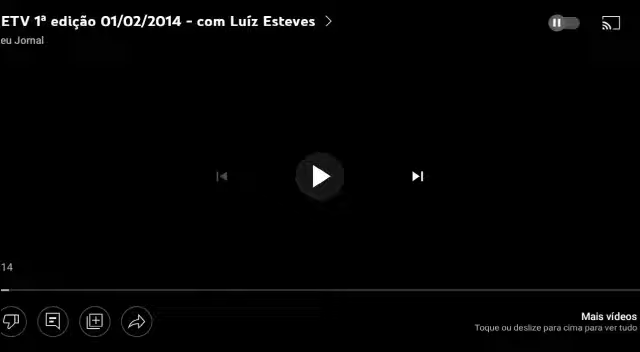 ETV 1ª edição 01/02/2014 - com Luíz Esteves
eu Jornal
14
Mais vídeos
Toque ou deslize para cima para ver tudo